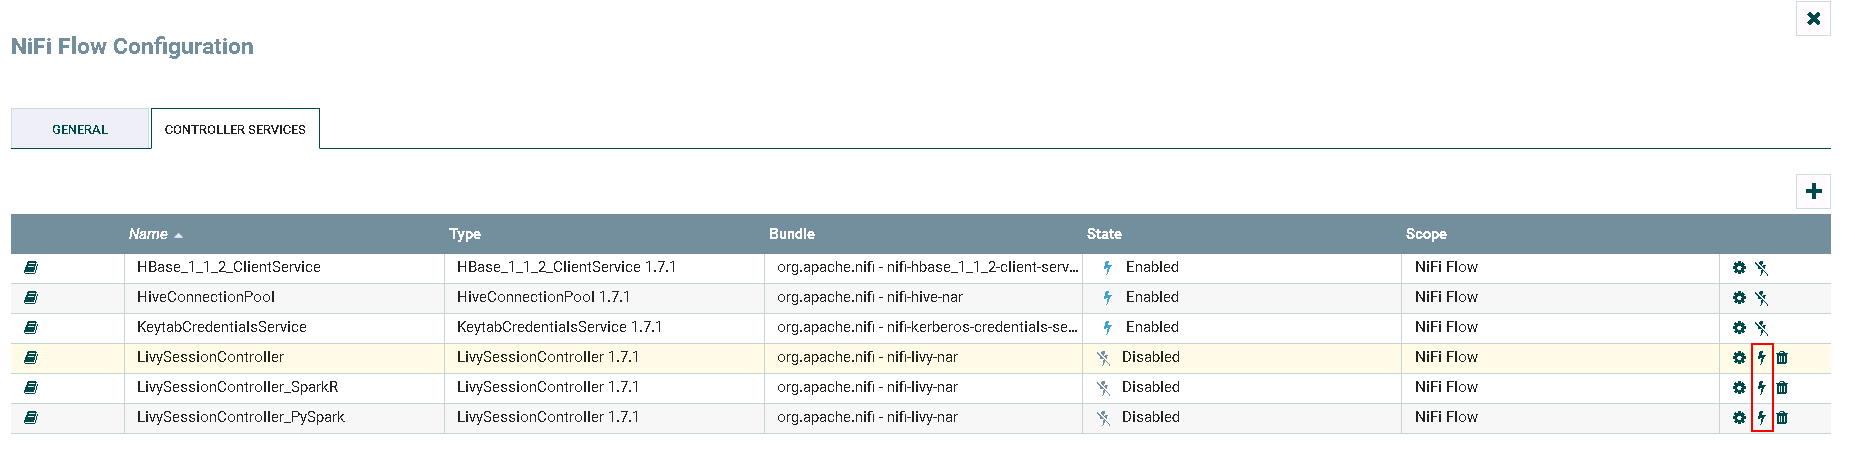 NiFi Flow Configuration
GENERAL
CONTROLLER SERVICES
Name Type Bundle State Scope
HBase_1_1_2_ClientService HBase_1_1_2_ClientService 1.7.1 org.apache.nifi - nifi-hbase_1_1_2-client-serv... Enabled NiFi Flow
HiveConnectionPool HiveConnectionPool 1.7.1 org.apache.nifi - nifi-hive-nar Enabled NiFi Flow
KeytabCredentialsService KeytabCredentialsService 1.7.1 org.apache.nifi - nifi-kerberos-credentials-se... Enabled NiFi Flow
LivySessionController LivySessionController 1.7.1 org.apache.nifi - nifi-livy-nar Disabled NiFi Flow
LivySessionController_SparkR LivySessionController 1.7.1 org.apache.nifi - nifi-livy-nar Disabled NiFi Flow
LivySessionController_PySpark LivySessionController 1.7.1 org.apache.nifi - nifi-livy-nar Disabled NiFi Flow